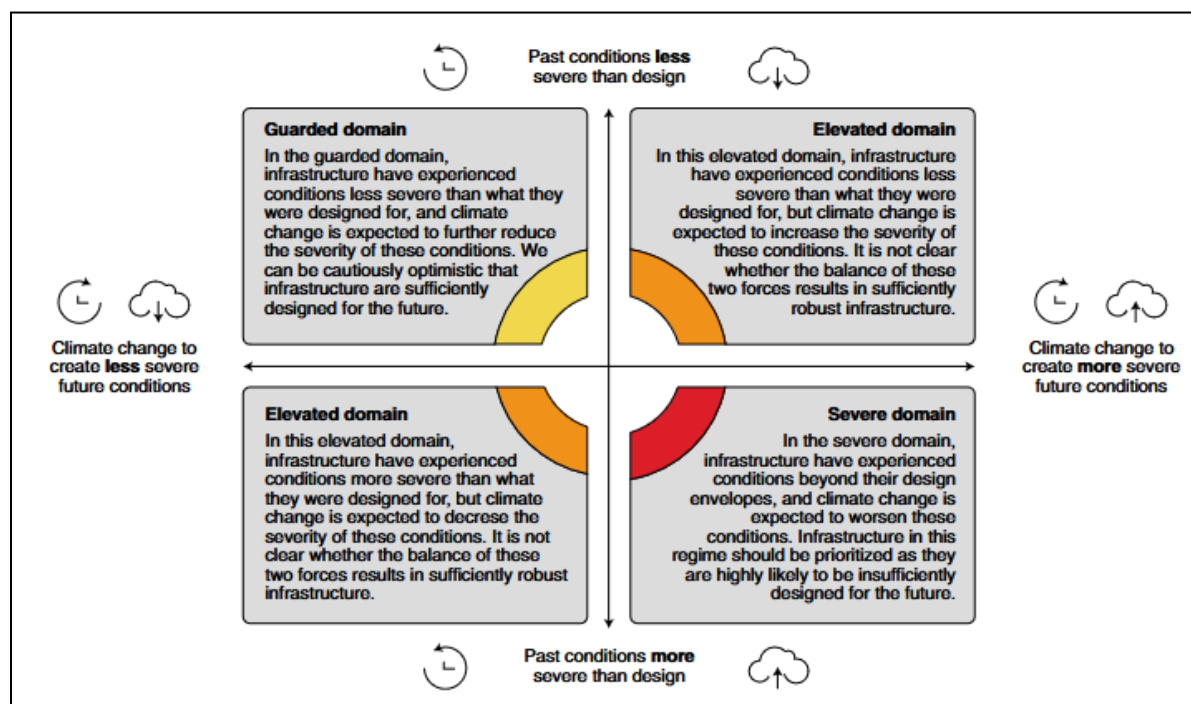 Past conditions less
severe than design
Guarded domain
In the guarded domain,
infrastructure have experienced
conditions less severe than what they
were designed for, and climate
change is expected to further reduce
the severity of these conditions. We
can be cautiously optimistic that
infrastructure are sufficiently
designed for the future.
Elevated domain
In this elevated domain, infrastructure
have experienced conditions less
severe than what they were
designed for, but climate change is
expected to increase the severity of
these conditions. It is not clear
whether the balance of these
two forces results in sufficiently
robust infrastructure.
Climate change to
create less severe
future conditions
Climate change to
create more severe
future conditions
Elevated domain
In this elevated domain,
infrastructure have experienced
conditions more severe than what
they were designed for, but climate
change is expected to decrese the
severity of these conditions. It is not
clear whether the balance of these
two forces results in sufficiently robust
infrastructure.
Severe domain
In the severe domain,
infrastructure have experienced
conditions beyond their design
envelopes, and climate change is
expected to worsen these
conditions. Infrastructure in this
regime should be prioritized as they
are highly likely to be insufficiently
designed for the future.
Past conditions more
severe than design